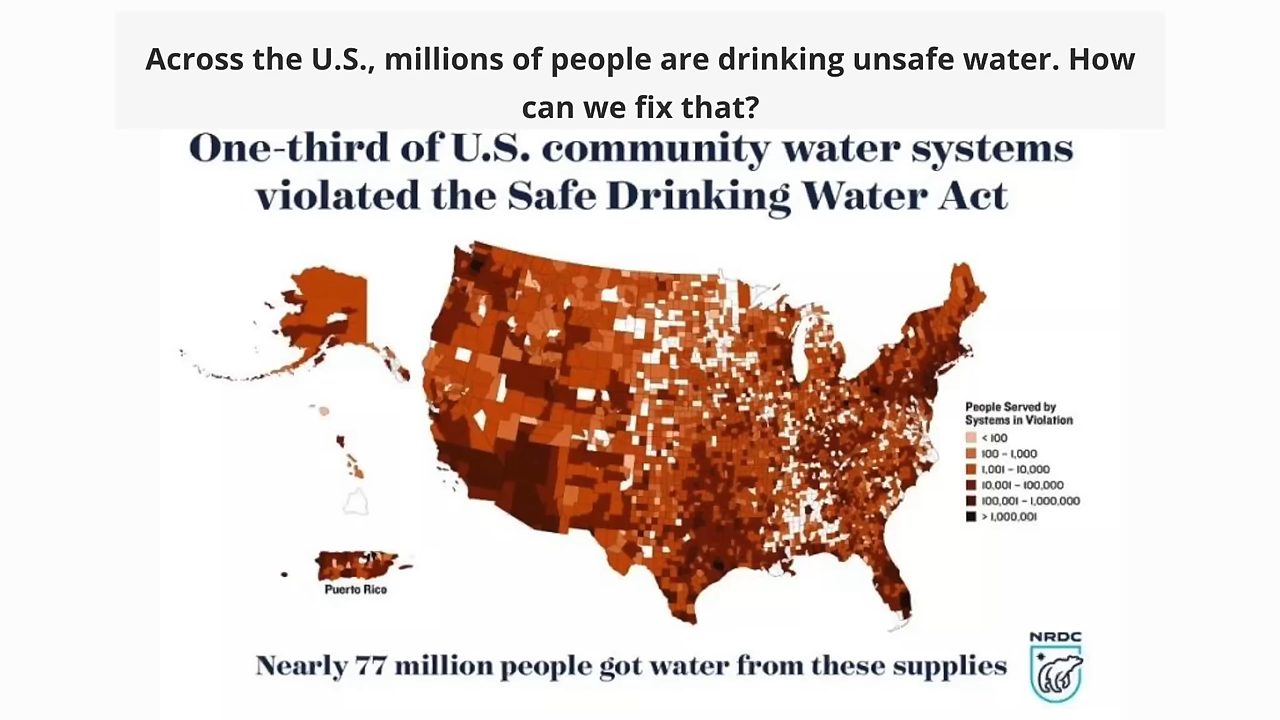 Across the U.S., millions of people are drinking unsafe water. How
can we fix that?
One-third of U.S. community water systems
violated the Safe Drinking Water Act
People Served by
Systems in Violation
< 100
100 - 1,000
1,001 - 10,000
10,001 - 100,000
100,001 - 1,000,000
> 1,000,001
Puerto Rico
NRDC
Nearly 77 million people got water from these supplies